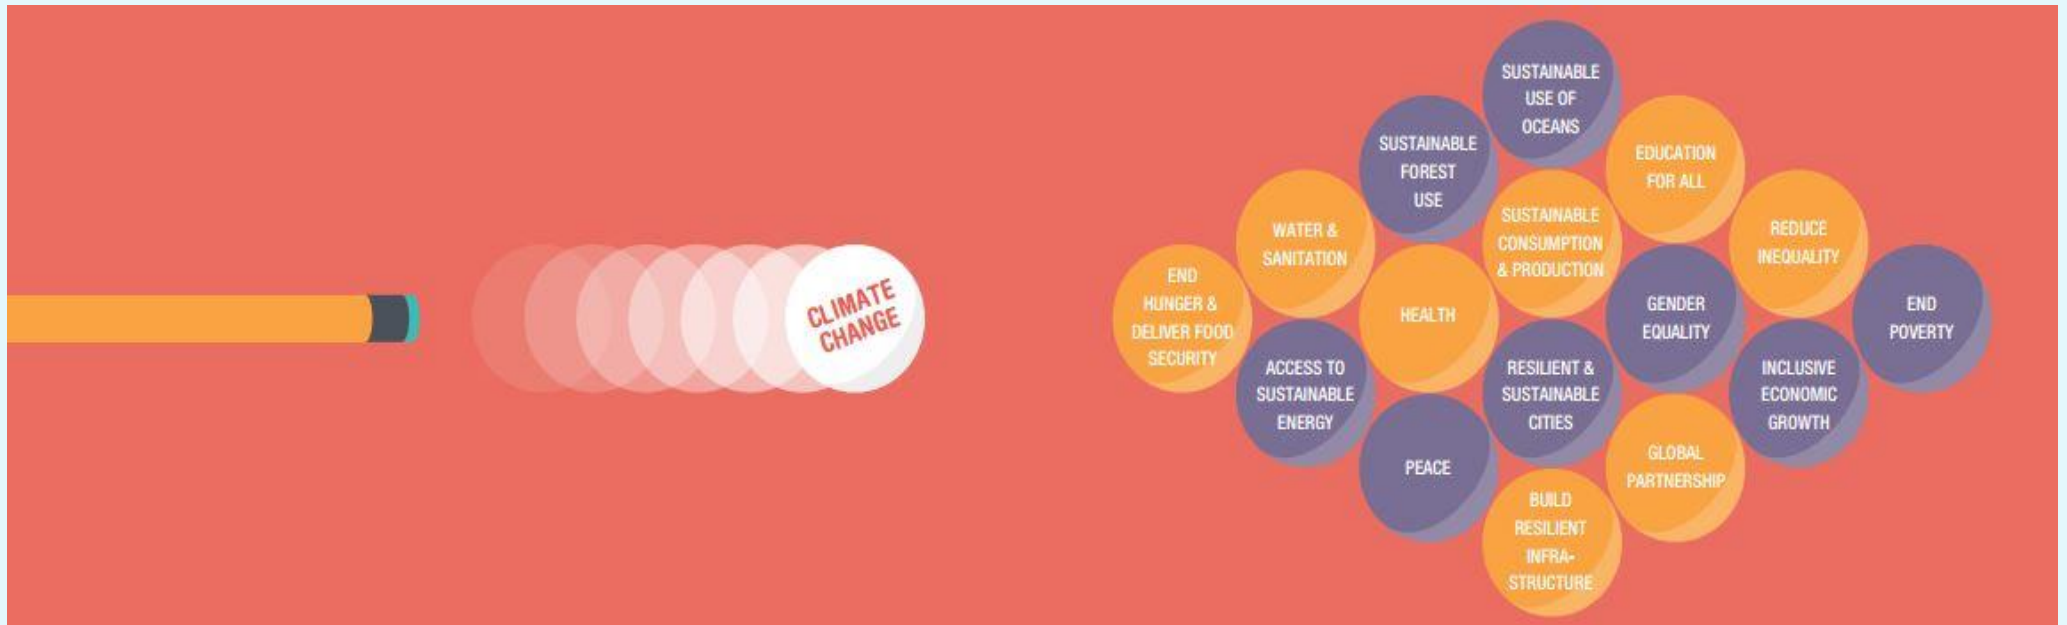 CLIMATE
CHANGE
END
HUNGER &
DELIVER FOOD
SECURITY
WATER &
SANITATION
ACCESS TO
SUSTAINABLE
ENERGY
SUSTAINABLE
FOREST
USE
HEALTH
PEACE
SUSTAINABLE
USE OF
OCEANS
SUSTAINABLE
CONSUMPTION
& PRODUCTION
RESILIENT &
SUSTAINABLE
CITIES
BUILD
RESILIENT
INFRA-
STRUCTURE
EDUCATION
FOR ALL
GENDER
EQUALITY
GLOBAL
PARTNERSHIP
REDUCE
INEQUALITY
INCLUSIVE
ECONOMIC
GROWTH
END
POVERTY